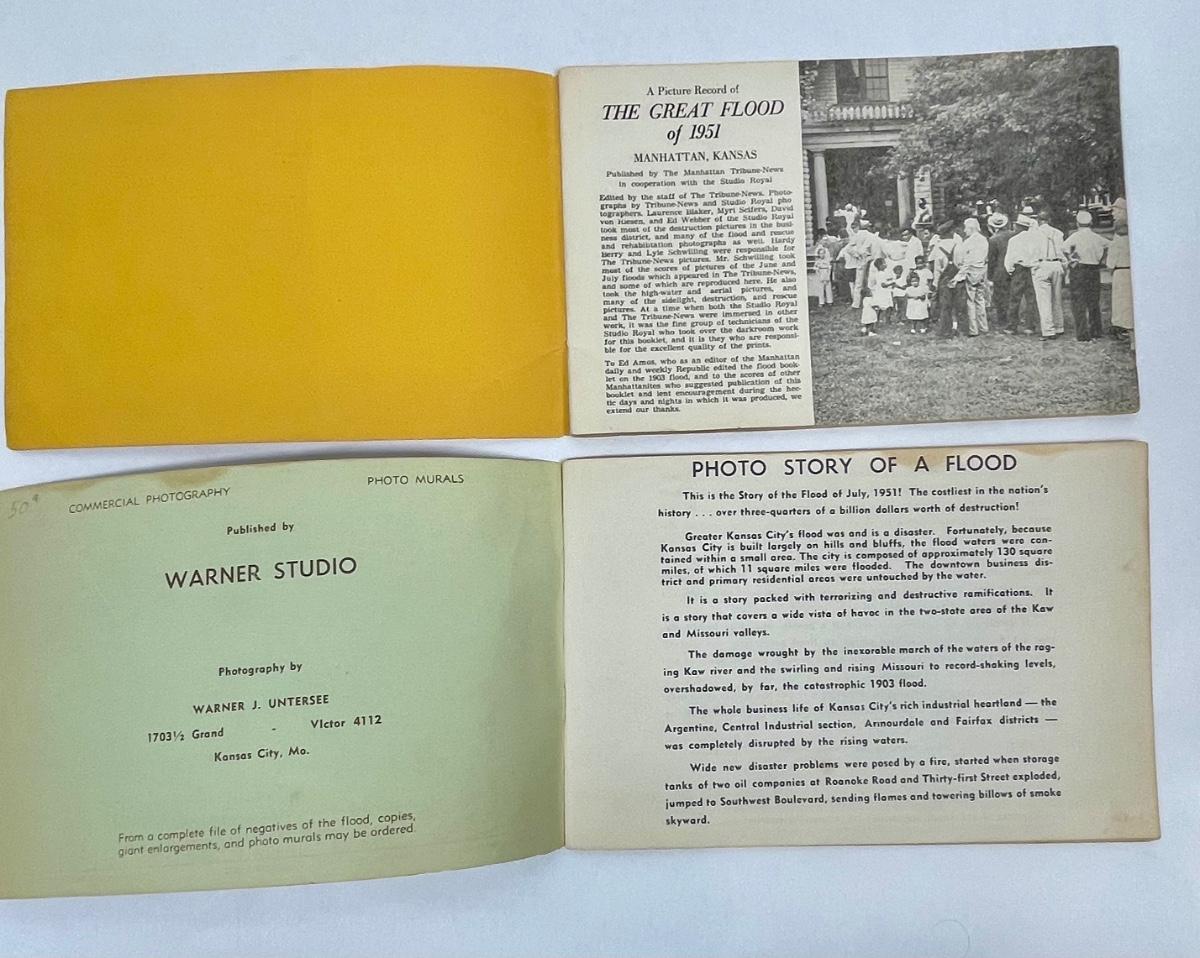 A Picture Record of
THE GREAT FLOOD
of 1951
MANHATTAN, KANSAS
Published by The Manhattan Tribune-News
in cooperation with the Studio Royal
Edited by the staff of The Tribune-News. Photo-
graphs by Tribune-News and Studio Royal pho
tographers. Laurence Blaker, Myri Seifers, David
von Riesen, and Ed Webber of the Studio Royal
took most of the destruction pictures in the busi-
ness district, and many of the flood and rescue
and rehabilitation photographs as well. Hardy
Berry and Lyle Schwilling were responsible for
The Tribune-News pictures. Mr. Schwilling took
most of the scores of pictures of the June and
July floods which appeared in The Tribune-News,
and some of which are reproduced here. He also
took the high-water and aerial pictures, and
many of the sidelight, destruction, and rescue
pictures. At a time when both the Studio Royal
and The Tribune-News were immersed in other
work, it was the fine group of technicians of the
Studio Royal who took over the darkroom work
for this booklet, and it is they who are responsi-
ble for the excellent quality of the prints.
To Ed Amos, who as an editor of the Manhattan
daily and weekly Republic edited the flood book-
let on the 1903 flood, and to the scores of other
Manhattanites who suggested publication of this
booklet and lent encouragement during the hec-
tic days and nights in which it was produced, we
extend our thanks.
50¢
COMMERCIAL PHOTOGRAPHY
PHOTO MURALS
Published by
WARNER STUDIO
Photography by
WARNER J. UNTERSEE
1703½ Grand - VIctor 4112
Kansas City, Mo.
From a complete file of negatives of the flood, copies,
giant enlargements, and photo murals may be ordered.
PHOTO STORY OF A FLOOD
This is the Story of the Flood of July, 1951! The costliest in the nation's
history . . . over three-quarters of a billion dollars worth of destruction!
Greater Kansas City's flood was and is a disaster. Fortunately, because
Kansas City is built largely on hills and bluffs, the flood waters were con-
tained within a small area. The city is composed of approximately 130 square
miles, of which 11 square miles were flooded. The downtown business dis-
trict and primary residential areas were untouched by the water.
It is a story packed with terrorizing and destructive ramifications. It
is a story that covers a wide vista of havoc in the two-state area of the Kaw
and Missouri valleys.
The damage wrought by the inexorable march of the waters of the rag-
ing Kaw river and the swirling and rising Missouri to record-shaking levels,
overshadowed, by far, the catastrophic 1903 flood.
The whole business life of Kansas City's rich industrial heartland — the
Argentine, Central Industrial section, Armourdale and Fairfax districts —
was completely disrupted by the rising waters.
Wide new disaster problems were posed by a fire, started when storage
tanks of two oil companies at Roanoke Road and Thirty-first Street exploded,
jumped to Southwest Boulevard, sending flames and towering billows of smoke
skyward.